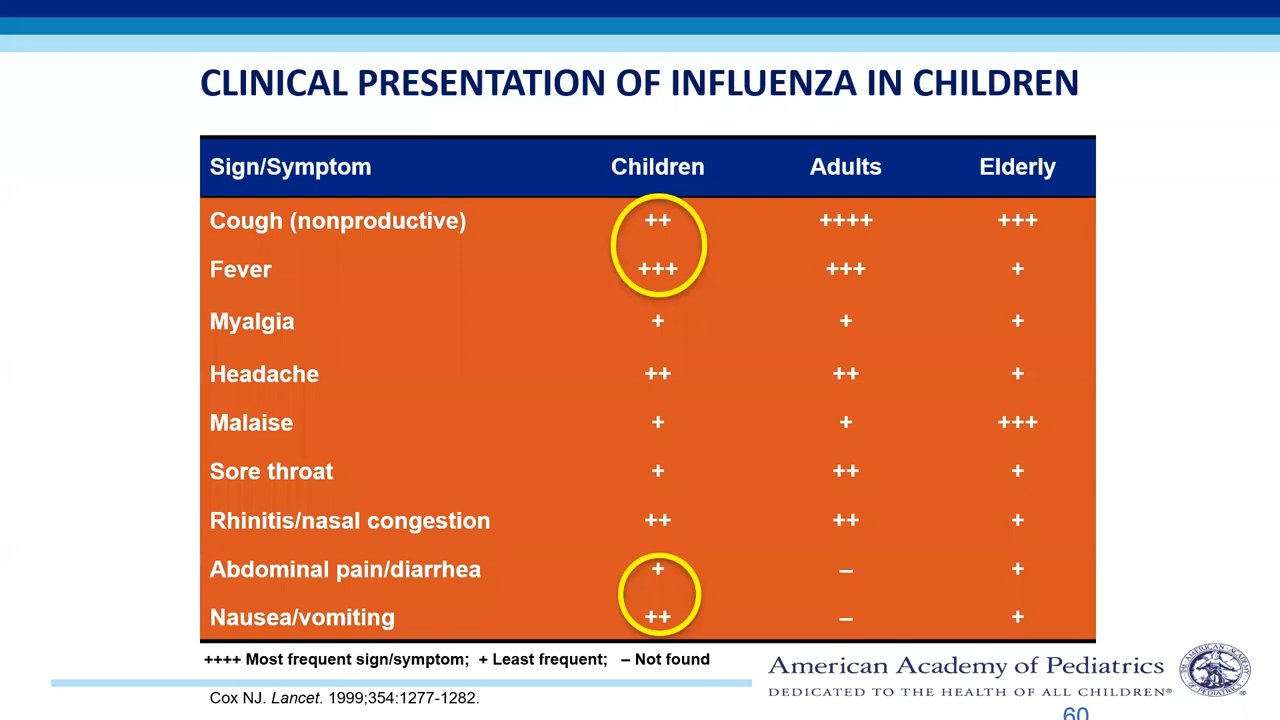 CLINICAL PRESENTATION OF INFLUENZA IN CHILDREN
Sign/Symptom Children Adults Elderly
Cough (nonproductive) ++ ++++ +++
Fever +++ +++ +
Myalgia + + +
Headache ++ ++ +
Malaise + + +++
Sore throat + ++ +
Rhinitis/nasal congestion ++ ++ +
Abdominal pain/diarrhea + – +
Nausea/vomiting ++ – +
++++ Most frequent sign/symptom; + Least frequent; – Not found
American Academy of Pediatrics
DEDICATED TO THE HEALTH OF ALL CHILDREN®
Cox NJ. Lancet. 1999;354:1277-1282.
60